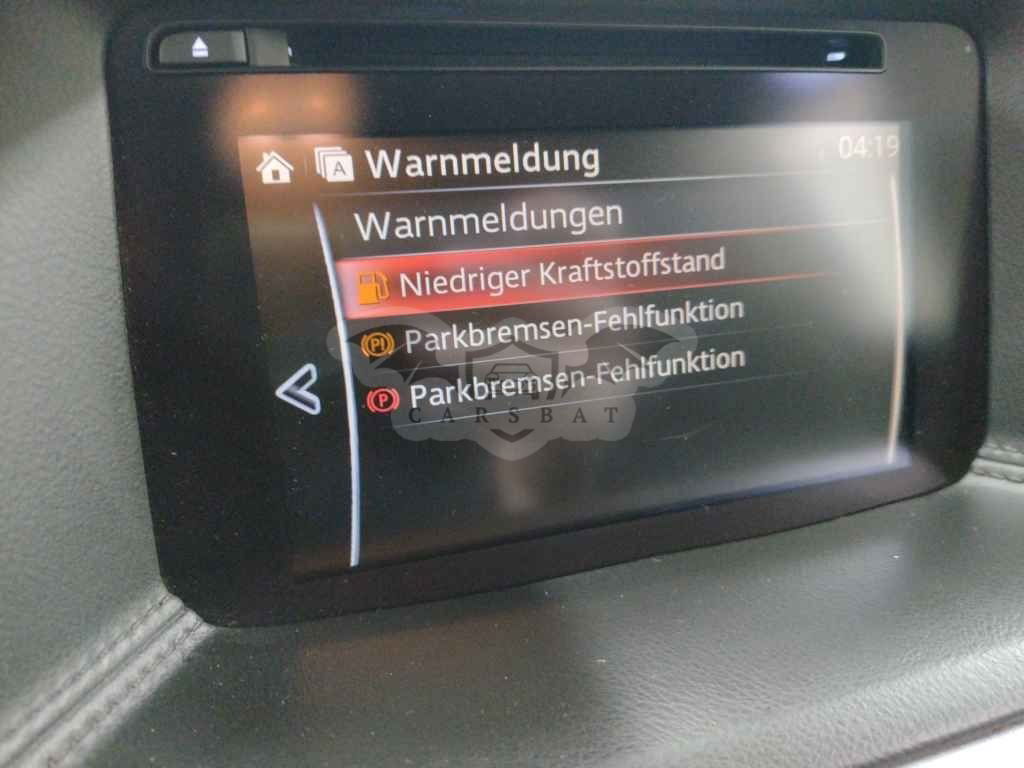 A Warnmeldung 04:19
Warnmeldungen
Niedriger Kraftstoffstand
(P!) Parkbremsen-Fehlfunktion
(P) Parkbremsen-Fehlfunktion
CARSBAT